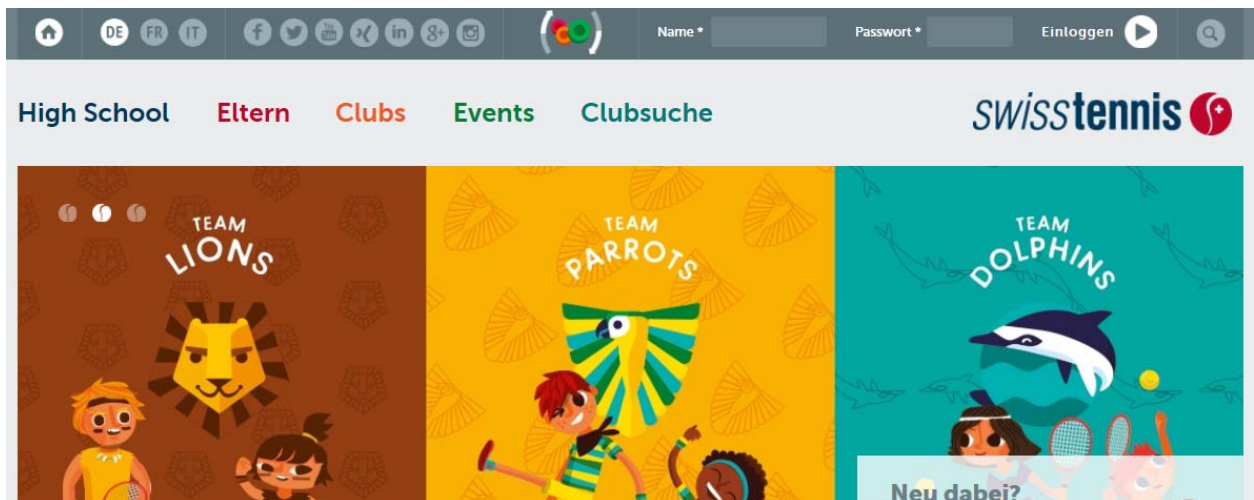 DE FR IT
Name *
Passwort *
Einloggen
High School Eltern Clubs Events Clubsuche
swisstennis
TEAM
LIONS
TEAM
PARROTS
TEAM
DOLPHINS
Neu dabei?